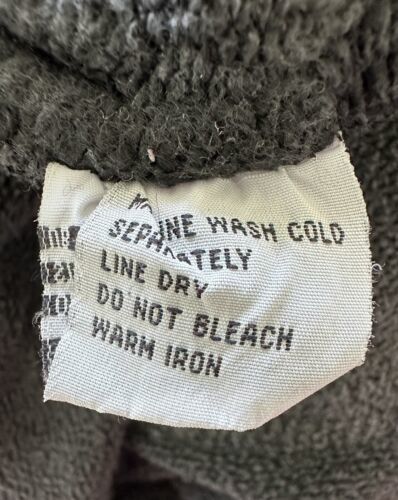 WASH COLD
SEPARATELY
LINE DRY
DO NOT BLEACH
WARM IRON